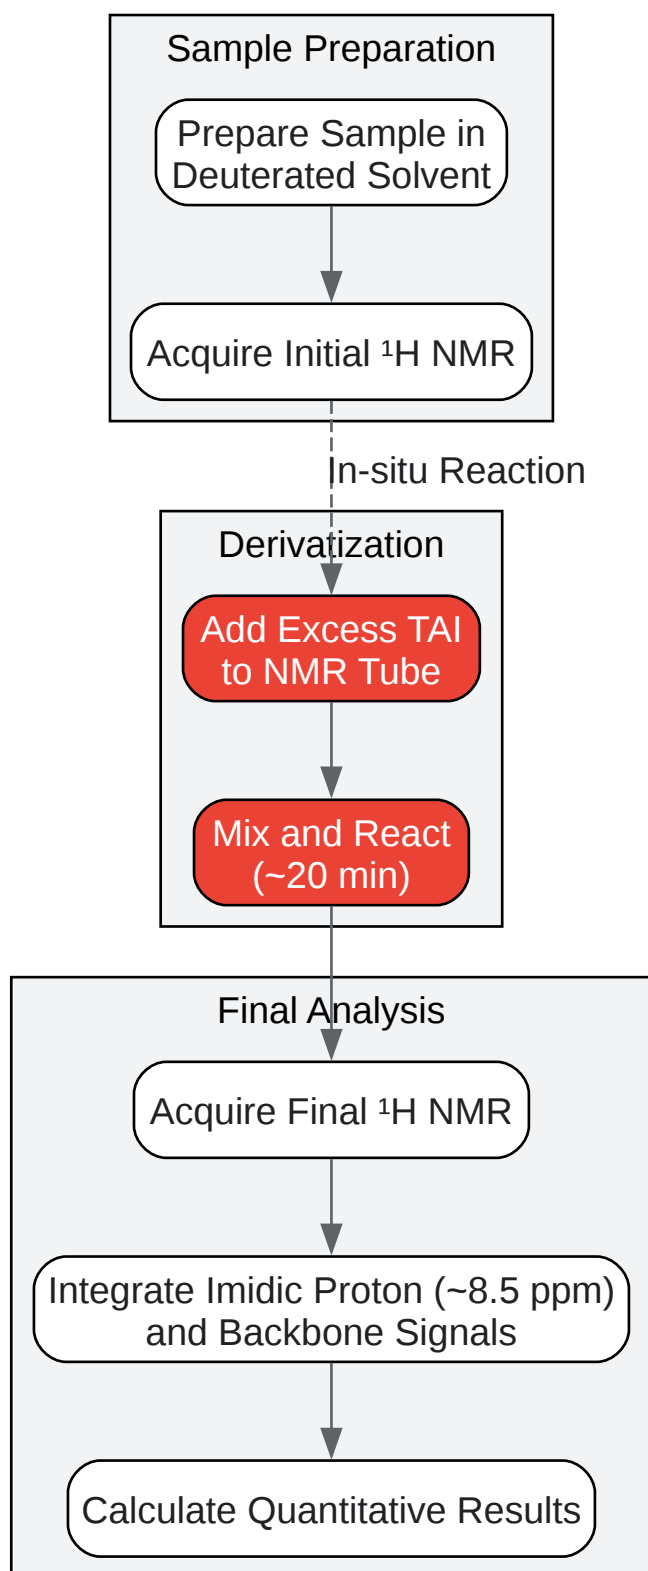 Sample Preparation
Prepare Sample in
Deuterated Solvent
Acquire Initial ¹H NMR
In-situ Reaction
Derivatization
Add Excess TAI
to NMR Tube
Mix and React
(~20 min)
Final Analysis
Acquire Final ¹H NMR
Integrate Imidic Proton (~8.5 ppm)
and Backbone Signals
Calculate Quantitative Results